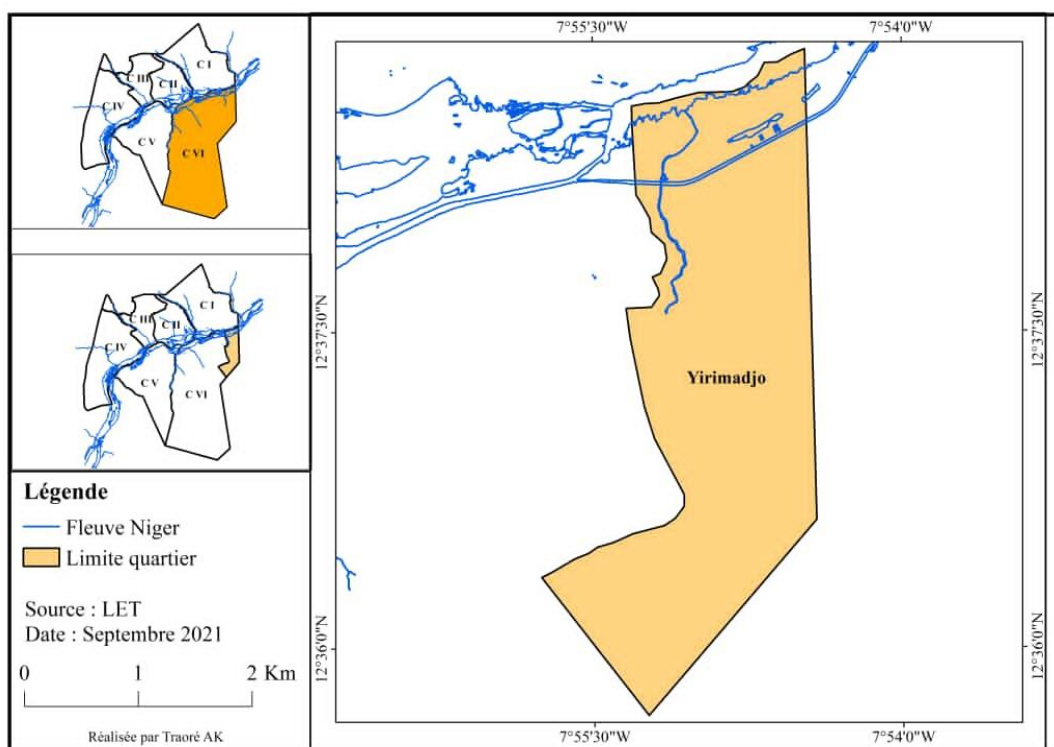 C I
C III
C II
C IV
C V
C VI
C I
C III
C II
C IV
C V
C VI
Légende
Fleuve Niger
Limite quartier
Source : LET
Date : Septembre 2021
0 1 2 Km
Réalisée par Traoré AK
7°55'30"W 7°54'0"W
12°37'30"N 12°37'30"N
Yirimadjo
12°36'0"N 12°36'0"N
7°55'30"W 7°54'0"W